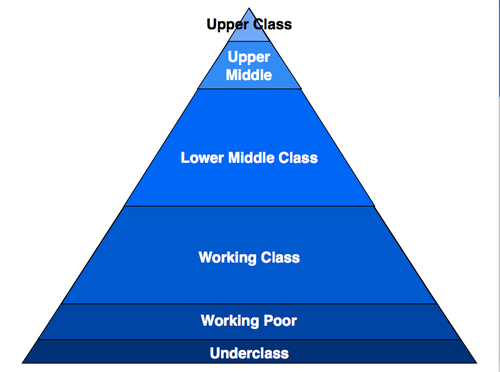 Upper Class
Upper
Middle
Lower Middle Class
Working Class
Working Poor
Underclass